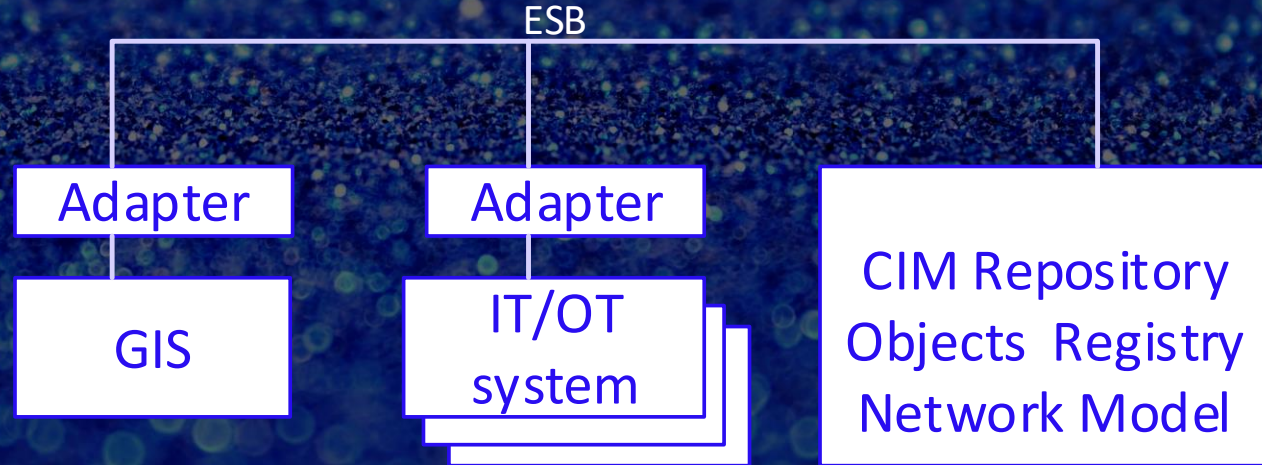 ESB
Adapter
Adapter
GIS
IT/OT
system
CIM Repository
Objects Registry
Network Model